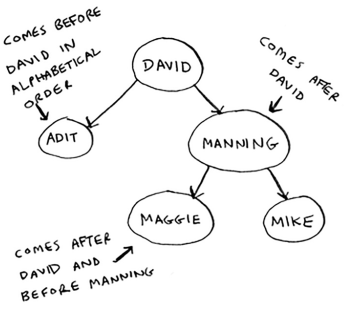 COMES BEFORE
DAVID IN
ALPHABETICAL
ORDER
DAVID
COMES AFTER
DAVID
ADIT
MANNING
MAGGIE
MIKE
COMES AFTER
DAVID AND
BEFORE MANNING